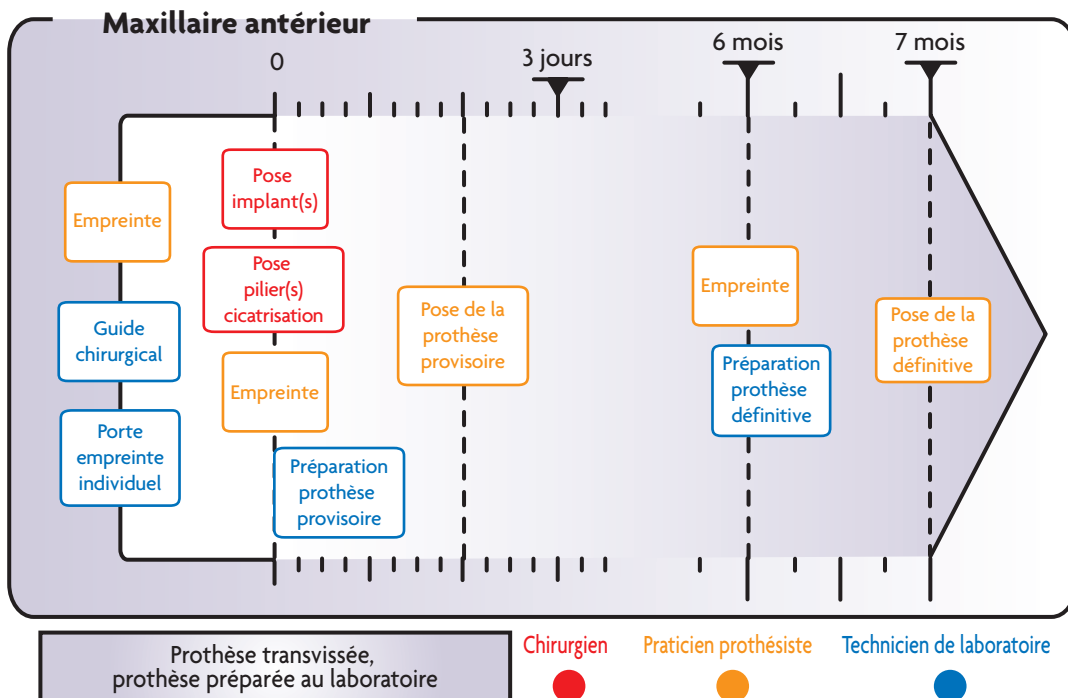 Maxillaire antérieur
0
3 jours
6 mois
7 mois
Empreinte
Guide
chirurgical
Porte
empreinte
individuel
Pose
implant(s)
Pose
pilier(s)
cicatrisation
Empreinte
Préparation
prothèse
provisoire
Pose de la
prothèse
provisoire
Empreinte
Préparation
prothèse
définitive
Pose de la
prothèse
définitive
Prothèse transvissée,
prothèse préparée au laboratoire
Chirurgien
Praticien prothésiste
Technicien de laboratoire